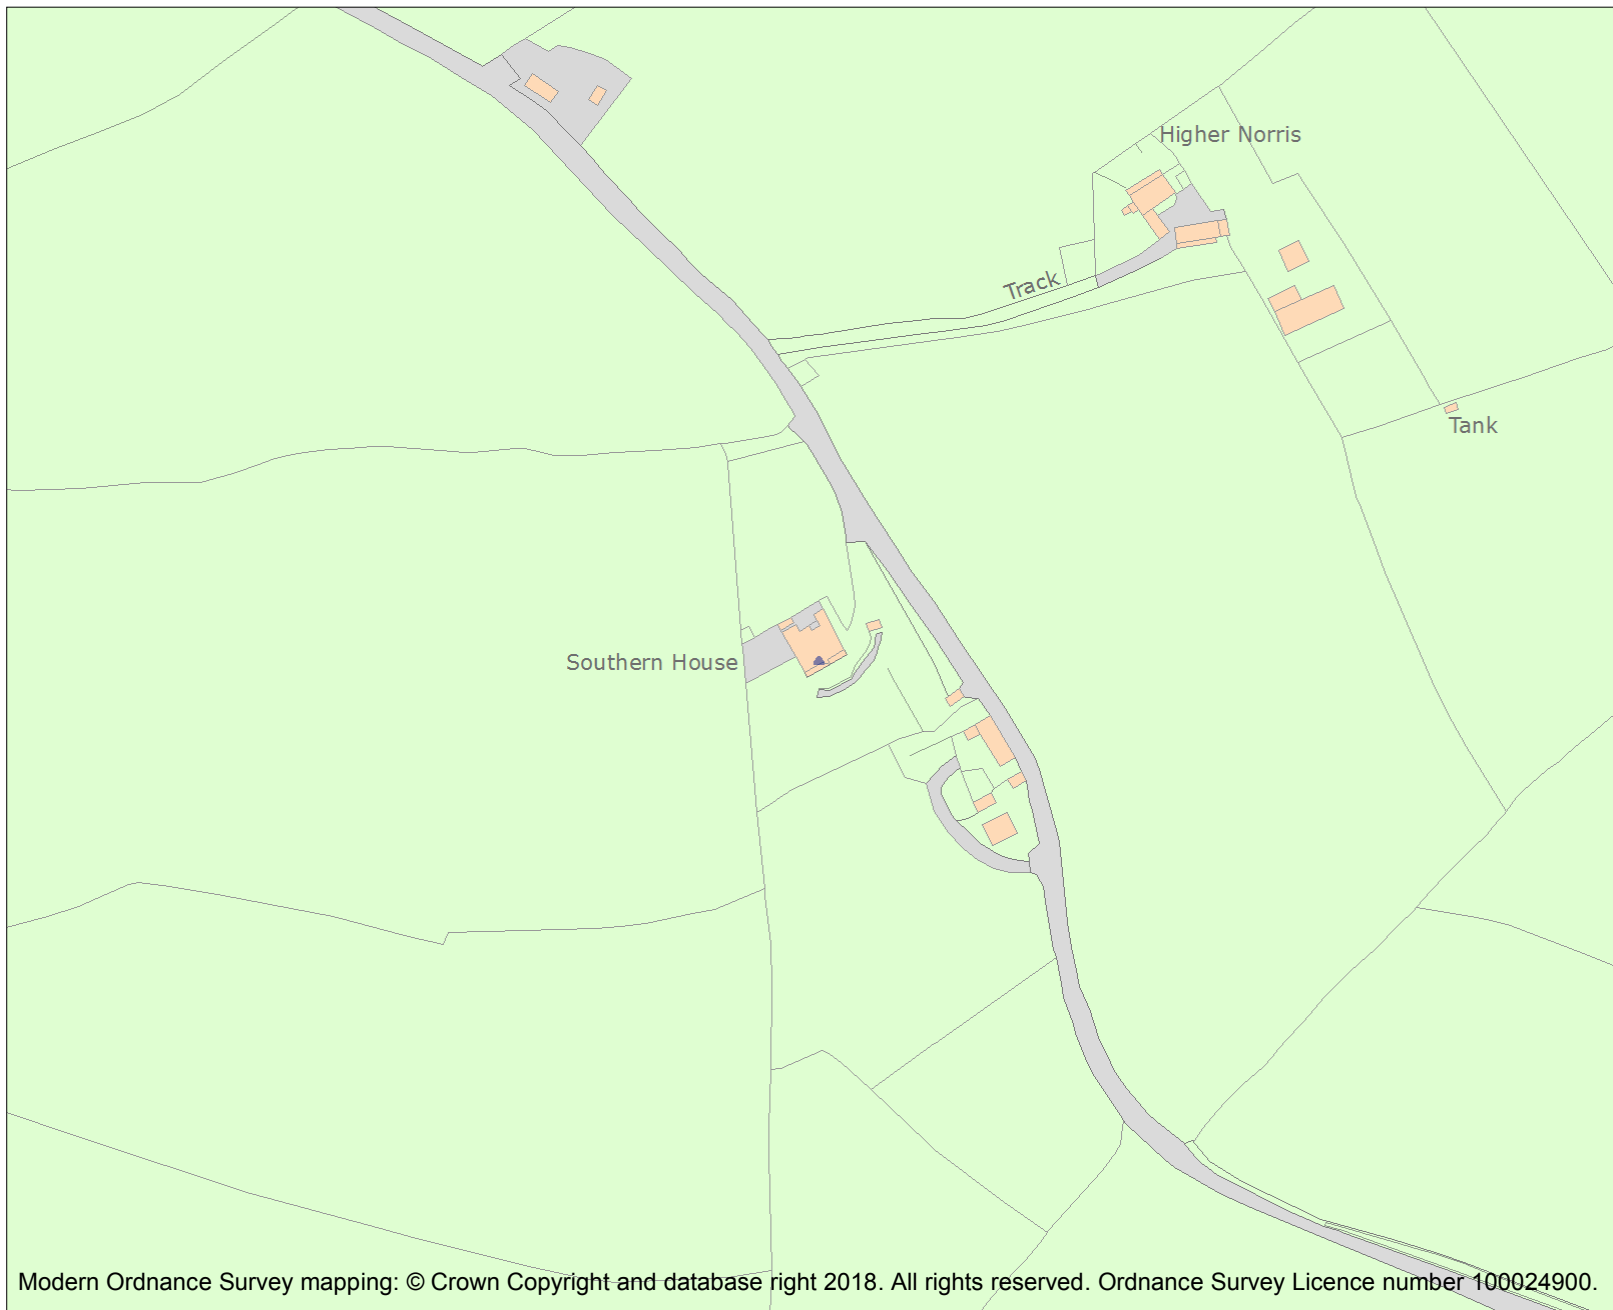 Higher Norris
Track
Tank
Southern House
Modern Ordnance Survey mapping: © Crown Copyright and database right 2018. All rights reserved. Ordnance Survey Licence number 100024900.